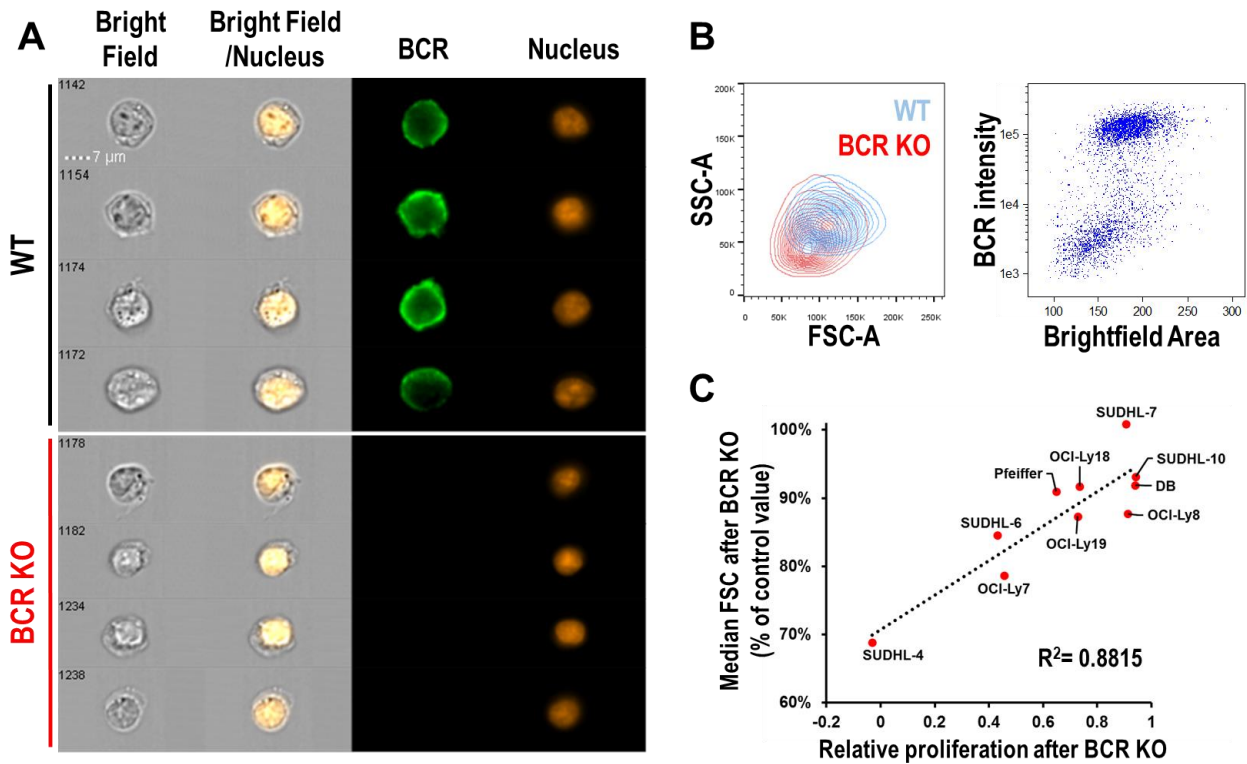 A
Bright
Field
Bright Field
/Nucleus
BCR
Nucleus
WT
1142
7 µm
1154
1174
1172
BCR KO
1178
1182
1234
1238
B
WT
BCR KO
SSC-A
200K
150K
100K
50K
0
0
50K
100K
150K
200K
250K
FSC-A
BCR intensity
1e5
1e4
1e3
100
150
200
250
300
Brightfield Area
C
Median FSC after BCR KO
(% of control value)
100%
90%
80%
70%
60%
SUDHL-7
OCI-Ly18
SUDHL-10
Pfeiffer
DB
OCI-Ly8
SUDHL-6
OCI-Ly19
OCI-Ly7
SUDHL-4
R²= 0.8815
-0.2
0
0.2
0.4
0.6
0.8
1
Relative proliferation after BCR KO